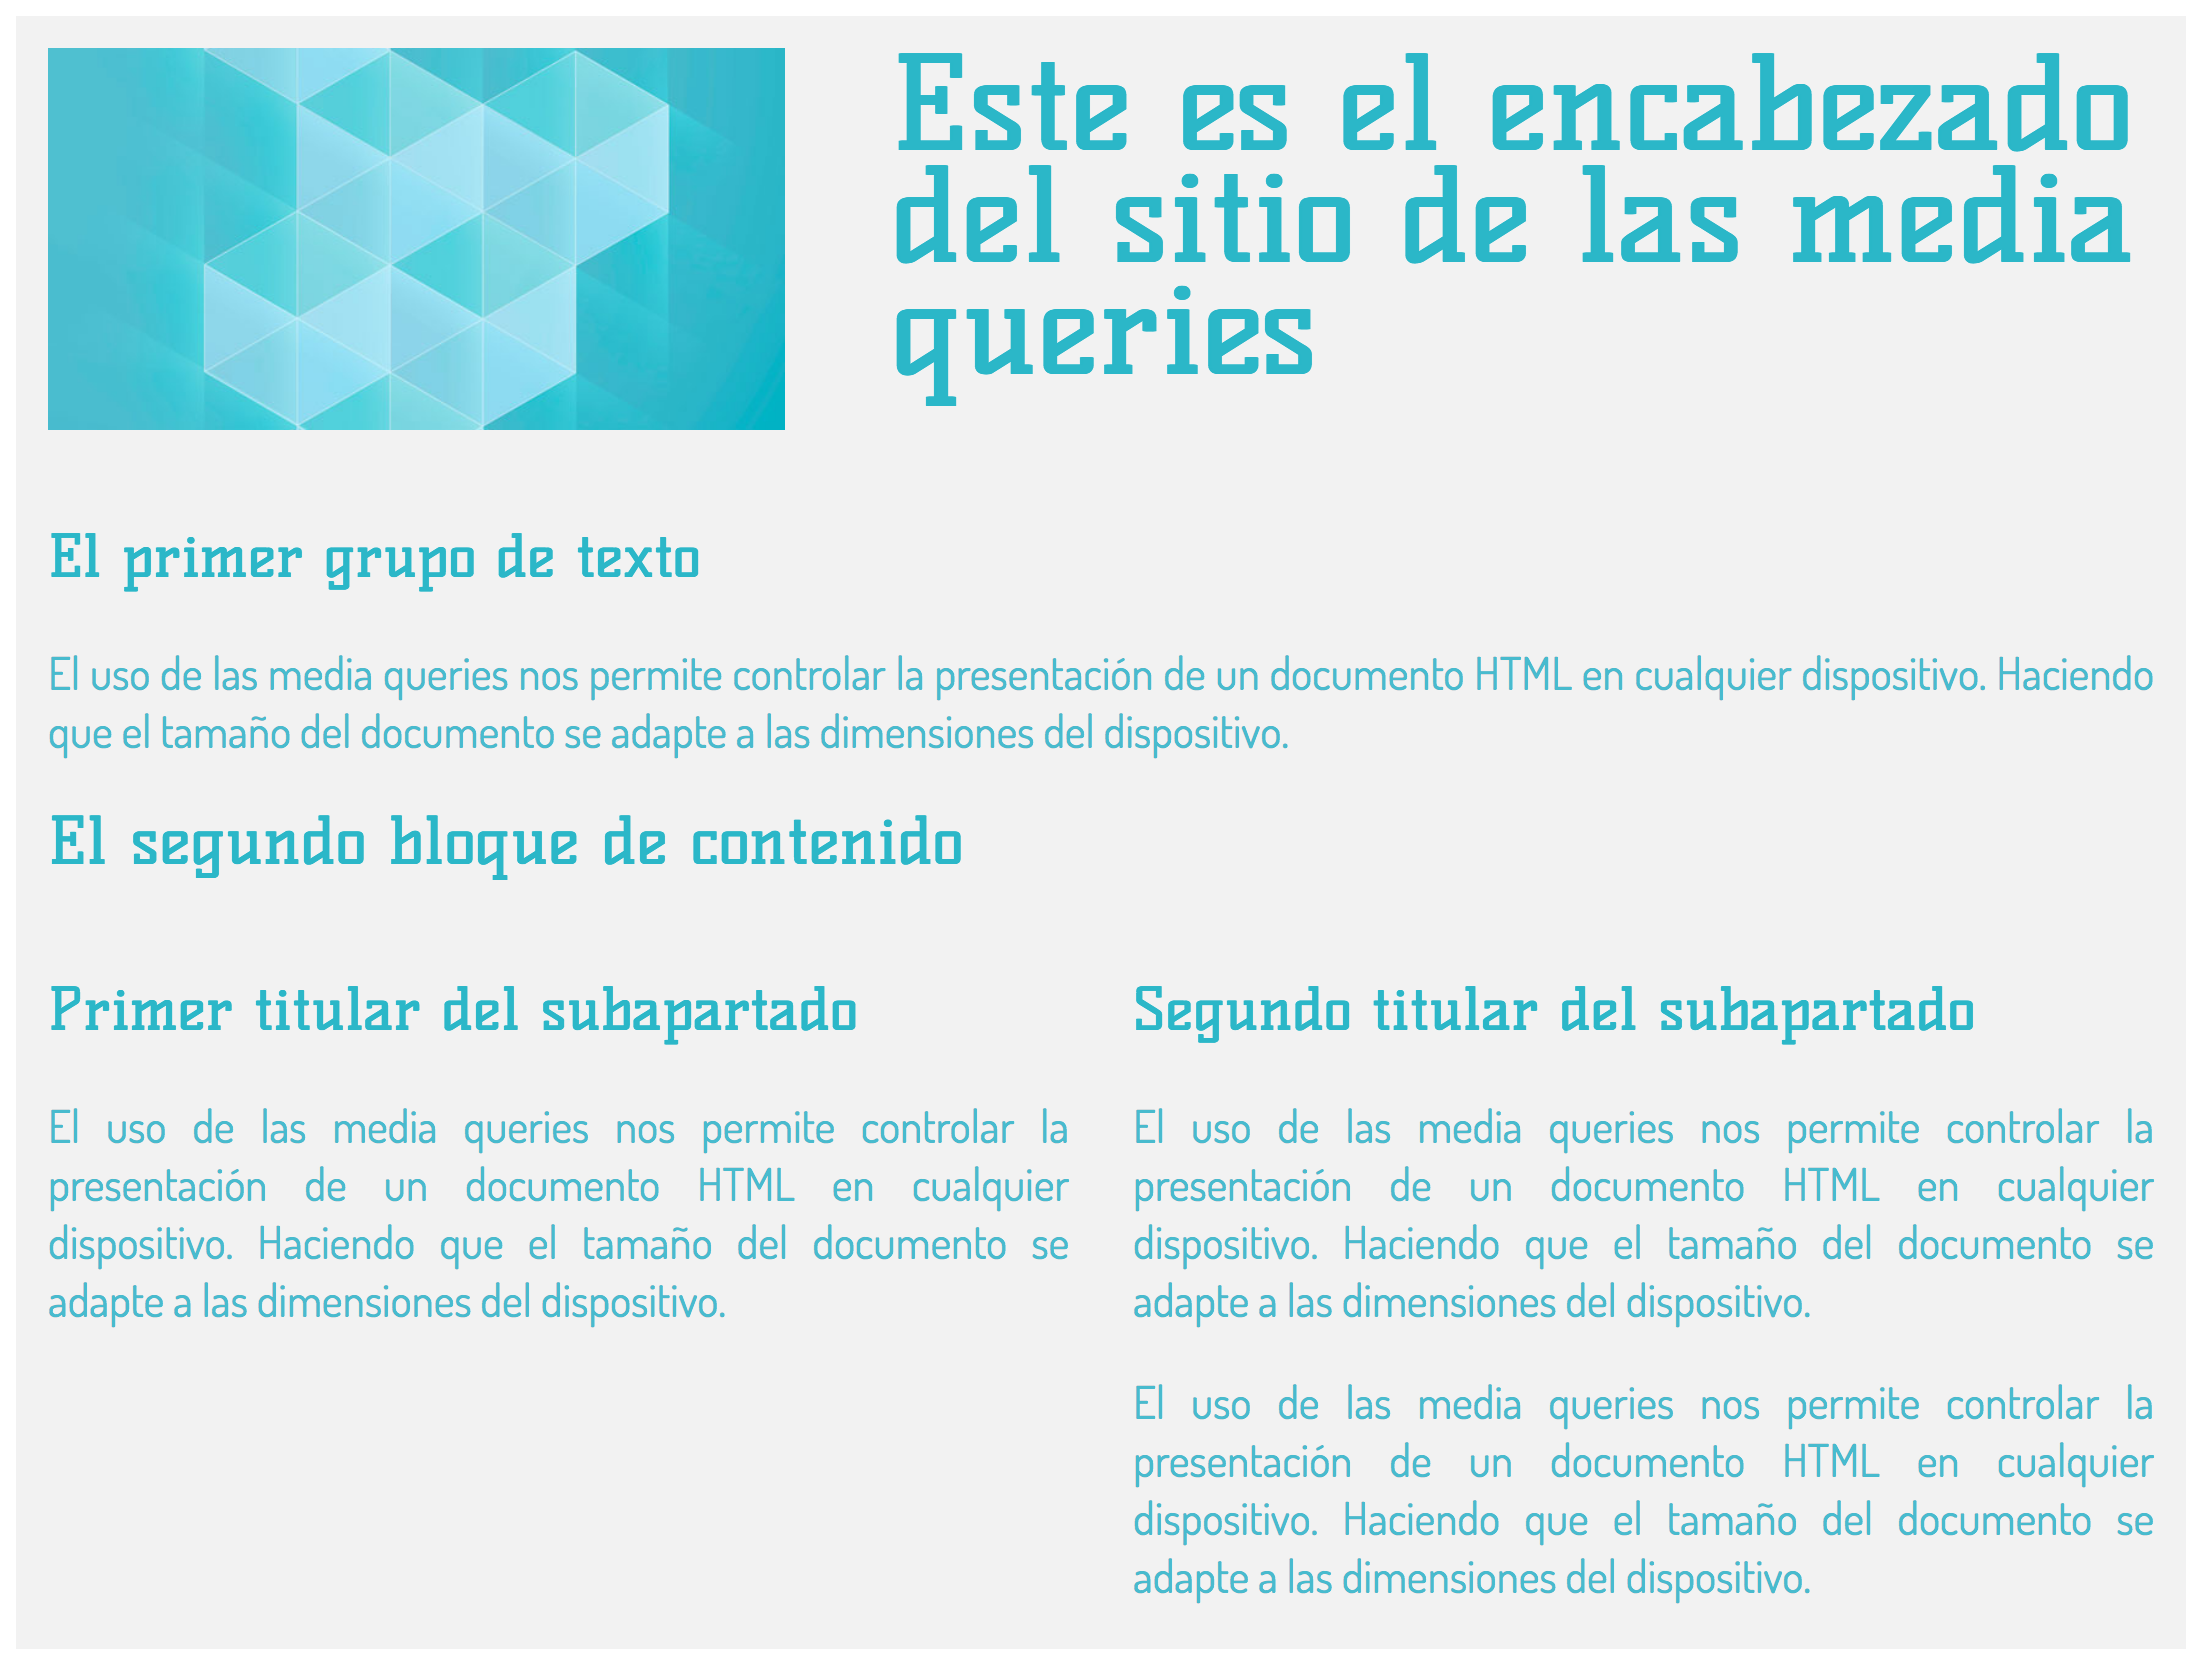 Este es el encabezado
del sitio de las media
queries
El primer grupo de texto
El uso de las media queries nos permite controlar la presentación de un documento HTML en cualquier dispositivo. Haciendo
que el tamaño del documento se adapte a las dimensiones del dispositivo.
El segundo bloque de contenido
Primer titular del subapartado
El uso de las media queries nos permite controlar la
presentación de un documento HTML en cualquier
dispositivo. Haciendo que el tamaño del documento se
adapte a las dimensiones del dispositivo.
Segundo titular del subapartado
El uso de las media queries nos permite controlar la
presentación de un documento HTML en cualquier
dispositivo. Haciendo que el tamaño del documento se
adapte a las dimensiones del dispositivo.
El uso de las media queries nos permite controlar la
presentación de un documento HTML en cualquier
dispositivo. Haciendo que el tamaño del documento se
adapte a las dimensiones del dispositivo.